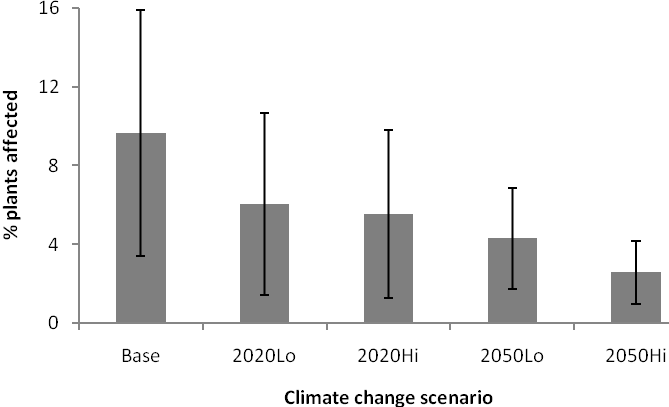 16
12
8
4
0
% plants affected
Base 2020Lo 2020Hi 2050Lo 2050Hi
Climate change scenario